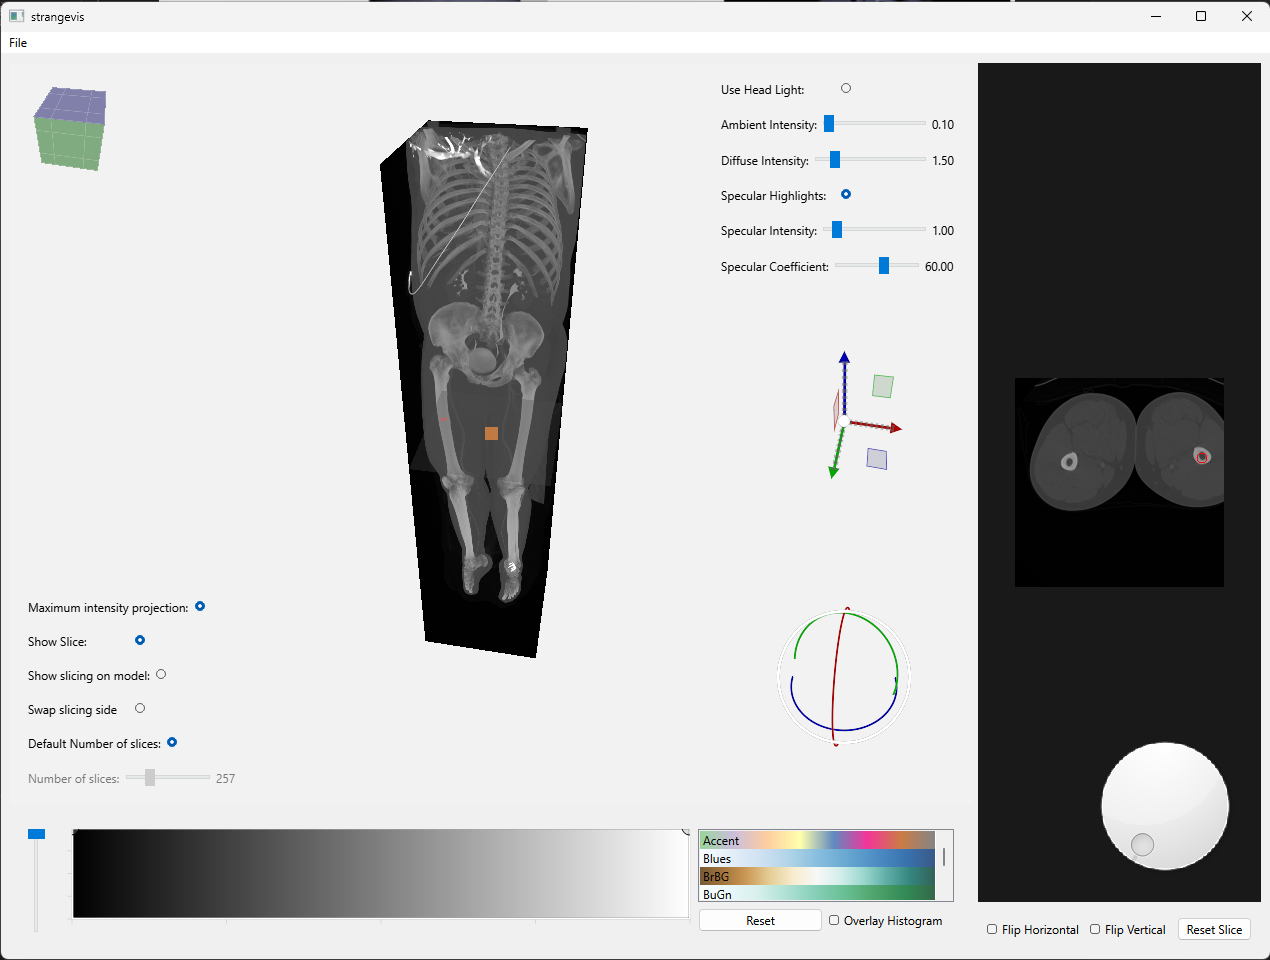 strangevis
File
Use Head Light:
Ambient Intensity: 0.10
Diffuse Intensity: 1.50
Specular Highlights:
Specular Intensity: 1.00
Specular Coefficient: 60.00
Maximum intensity projection:
Show Slice:
Show slicing on model:
Swap slicing side
Default Number of slices:
Number of slices: 257
Accent
Blues
BrBG
BuGn
Reset
Overlay Histogram
Flip Horizontal
Flip Vertical
Reset Slice